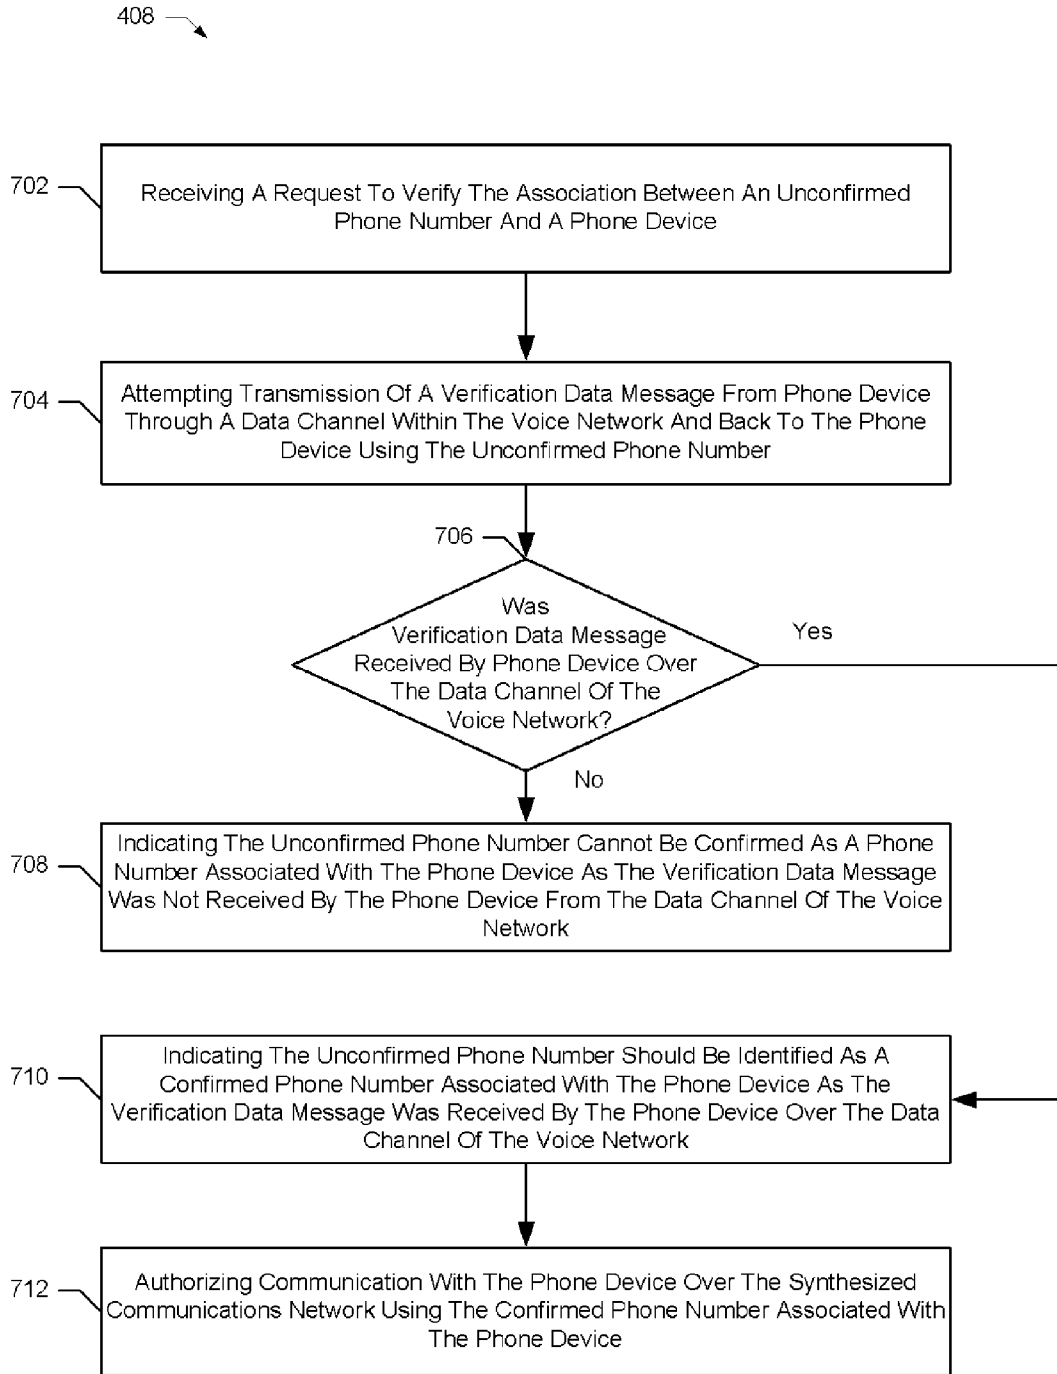 408
702
Receiving A Request To Verify The Association Between An Unconfirmed
Phone Number And A Phone Device
704
Attempting Transmission Of A Verification Data Message From Phone Device
Through A Data Channel Within The Voice Network And Back To The Phone
Device Using The Unconfirmed Phone Number
706
Was
Verification Data Message
Received By Phone Device Over
The Data Channel Of The
Voice Network?
Yes
No
708
Indicating The Unconfirmed Phone Number Cannot Be Confirmed As A Phone
Number Associated With The Phone Device As The Verification Data Message
Was Not Received By The Phone Device From The Data Channel Of The Voice
Network
710
Indicating The Unconfirmed Phone Number Should Be Identified As A
Confirmed Phone Number Associated With The Phone Device As The
Verification Data Message Was Received By The Phone Device Over The Data
Channel Of The Voice Network
712
Authorizing Communication With The Phone Device Over The Synthesized
Communications Network Using The Confirmed Phone Number Associated With
The Phone Device